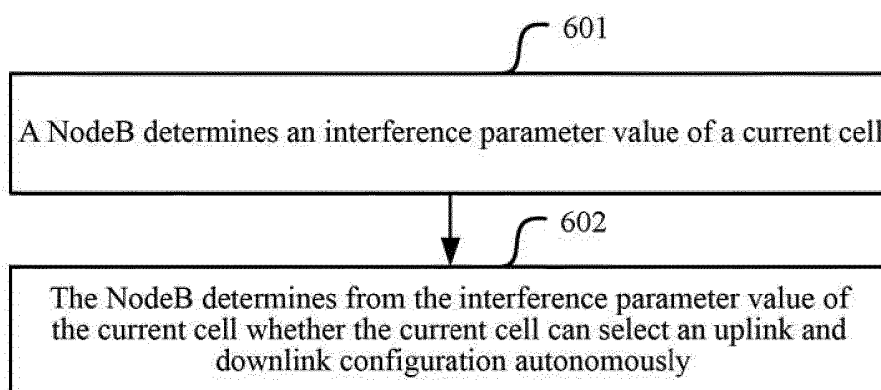 601
A NodeB determines an interference parameter value of a current cell
602
The NodeB determines from the interference parameter value of
the current cell whether the current cell can select an uplink and
downlink configuration autonomously